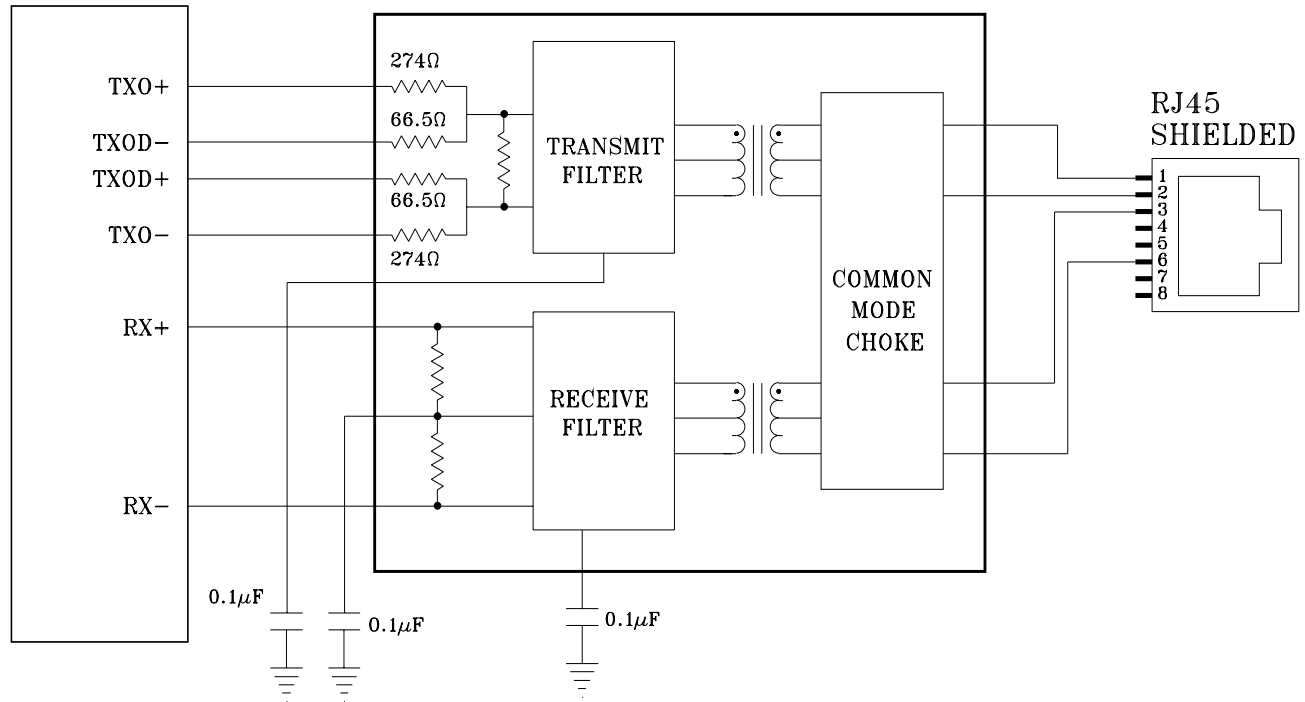 TXO+
TXOD-
TXOD+
TXO-
RX+
RX-
274Ω
66.5Ω
66.5Ω
274Ω
TRANSMIT
FILTER
RECEIVE
FILTER
COMMON
MODE
CHOKE
RJ45
SHIELDED
1
2
3
4
5
6
7
8
0.1μF
0.1μF
0.1μF